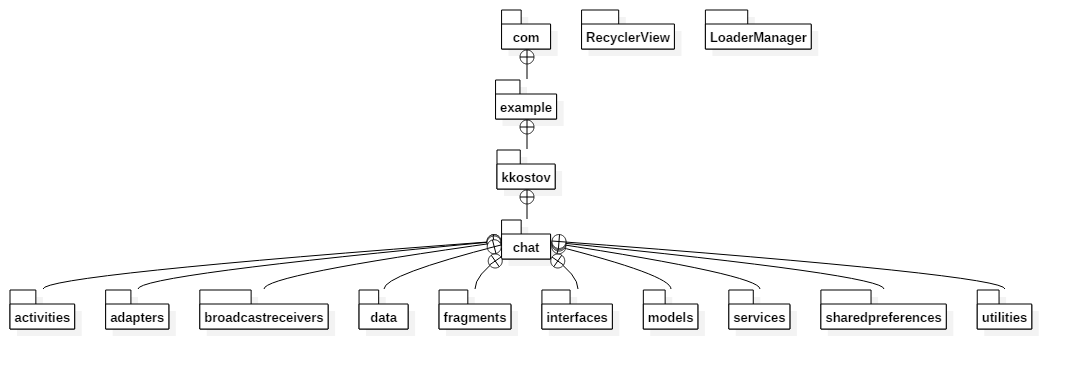 com
RecyclerView
LoaderManager
example
kkostov
chat
activities
adapters
broadcastreceivers
data
fragments
interfaces
models
services
sharedpreferences
utilities